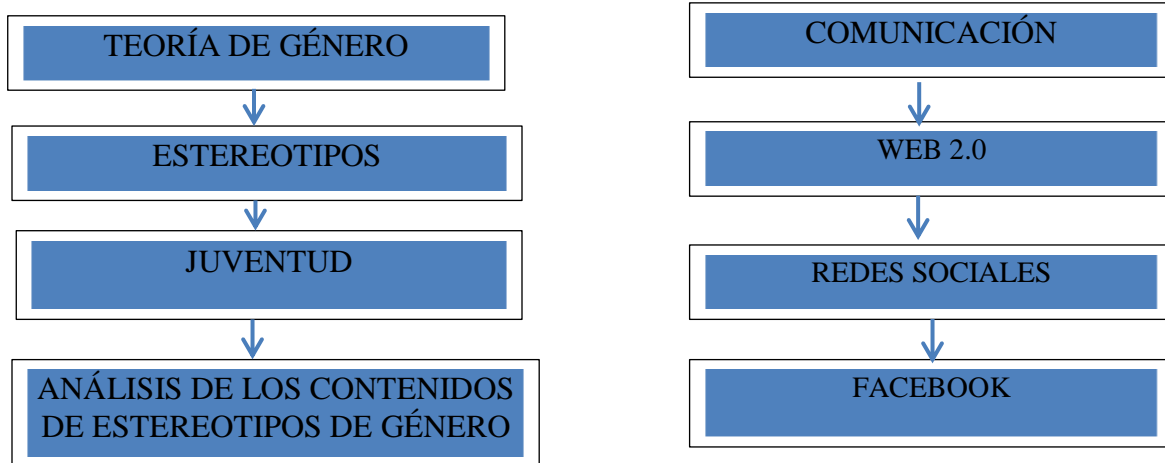 TEORÍA DE GÉNERO
ESTEREOTIPOS
JUVENTUD
ANÁLISIS DE LOS CONTENIDOS
DE ESTEREOTIPOS DE GÉNERO
COMUNICACIÓN
WEB 2.0
REDES SOCIALES
FACEBOOK